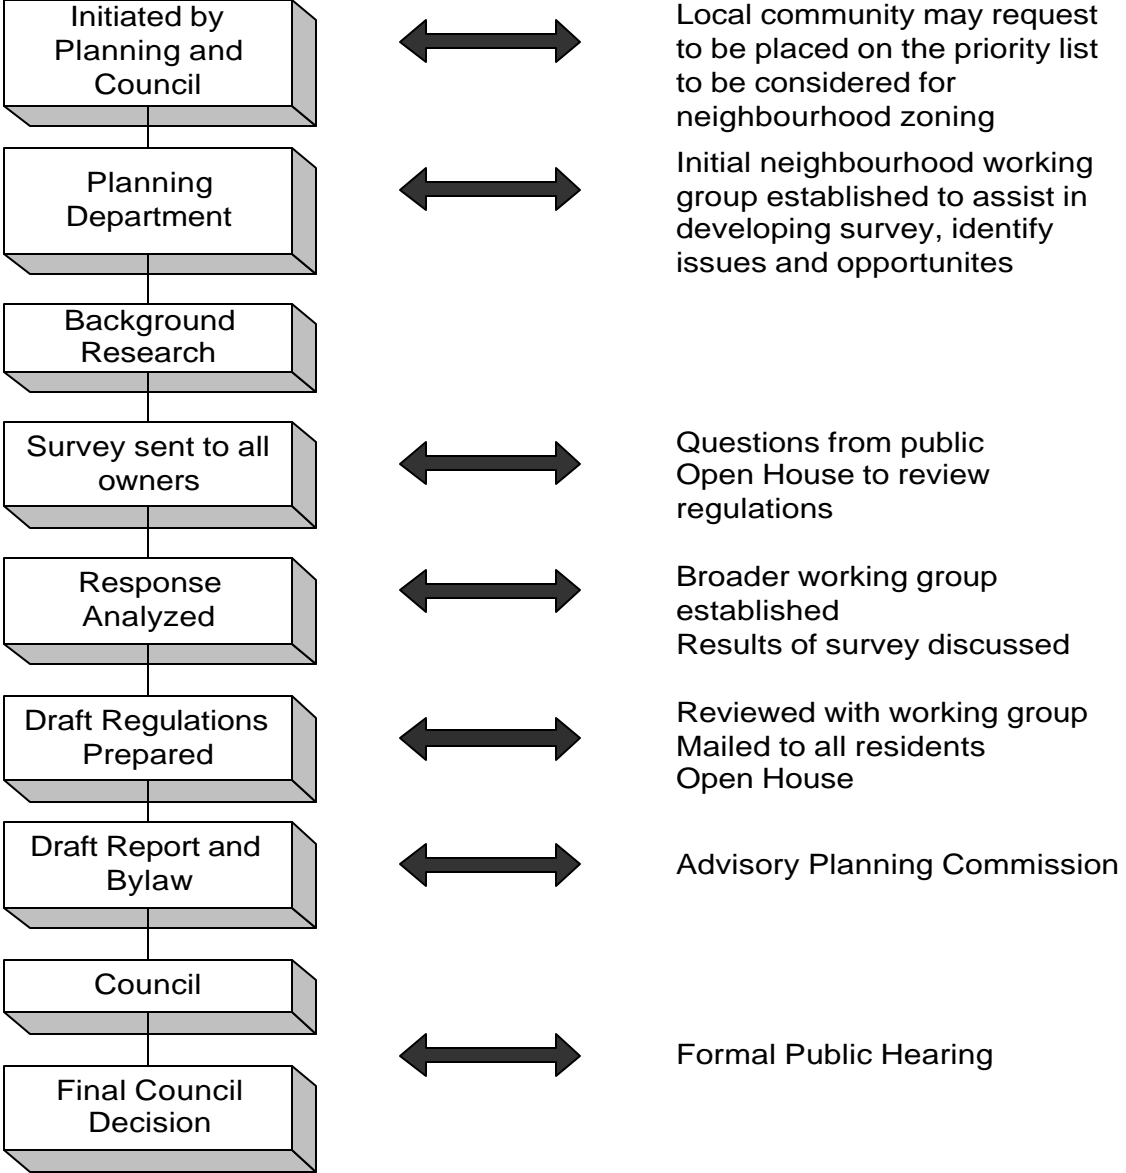 Initiated by
Planning and
Council
Local community may request
to be placed on the priority list
to be considered for
neighbourhood zoning
Planning
Department
Initial neighbourhood working
group established to assist in
developing survey, identify
issues and opportunites
Background
Research
Survey sent to all
owners
Questions from public
Open House to review
regulations
Response
Analyzed
Broader working group
established
Results of survey discussed
Draft Regulations
Prepared
Reviewed with working group
Mailed to all residents
Open House
Draft Report and
Bylaw
Advisory Planning Commission
Council
Formal Public Hearing
Final Council
Decision